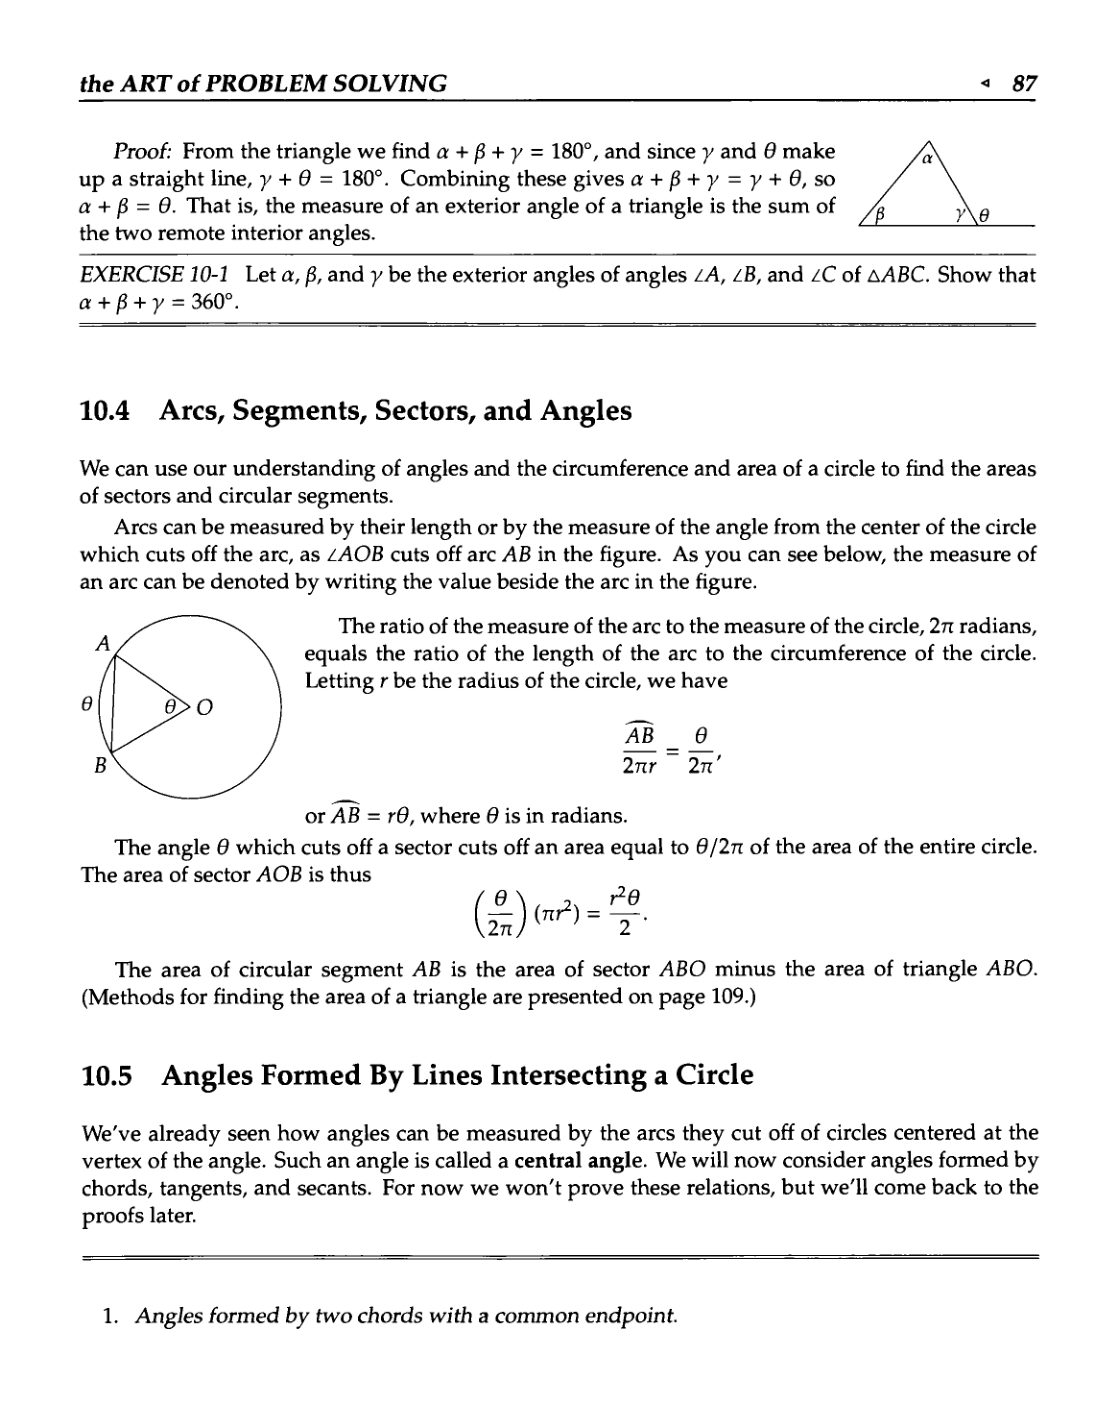 the ART of PROBLEM SOLVING ◃ 87
Proof: From the triangle we find α + β + γ = 180°, and since γ and θ make
up a straight line, γ + θ = 180°. Combining these gives α + β + γ = γ + θ, so
α + β = θ. That is, the measure of an exterior angle of a triangle is the sum of
the two remote interior angles.
α
β γ θ
EXERCISE 10-1 Let α, β, and γ be the exterior angles of angles ∠A, ∠B, and ∠C of △ABC. Show that
α + β + γ = 360°.
10.4 Arcs, Segments, Sectors, and Angles
We can use our understanding of angles and the circumference and area of a circle to find the areas
of sectors and circular segments.
Arcs can be measured by their length or by the measure of the angle from the center of the circle
which cuts off the arc, as ∠AOB cuts off arc AB in the figure. As you can see below, the measure of
an arc can be denoted by writing the value beside the arc in the figure.
A
θ θ O
B
The ratio of the measure of the arc to the measure of the circle, 2π radians,
equals the ratio of the length of the arc to the circumference of the circle.
Letting r be the radius of the circle, we have
AB/2πr = θ/2π,
or AB = rθ, where θ is in radians.
The angle θ which cuts off a sector cuts off an area equal to θ/2π of the area of the entire circle.
The area of sector AOB is thus
(θ/2π)(πr²) = r²θ/2.
The area of circular segment AB is the area of sector ABO minus the area of triangle ABO.
(Methods for finding the area of a triangle are presented on page 109.)
10.5 Angles Formed By Lines Intersecting a Circle
We've already seen how angles can be measured by the arcs they cut off of circles centered at the
vertex of the angle. Such an angle is called a central angle. We will now consider angles formed by
chords, tangents, and secants. For now we won't prove these relations, but we'll come back to the
proofs later.
1. Angles formed by two chords with a common endpoint.